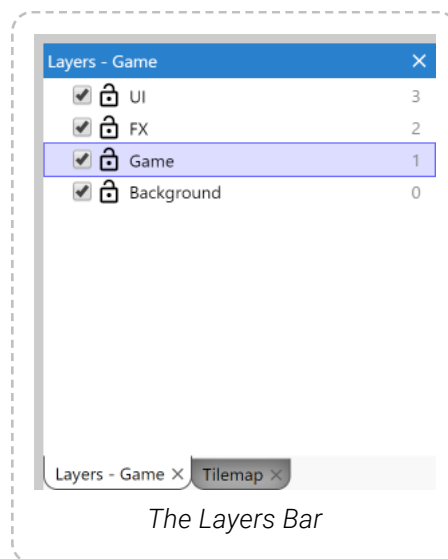 Layers - Game
UI 3
FX 2
Game 1
Background 0
Layers - Game Tilemap
The Layers Bar